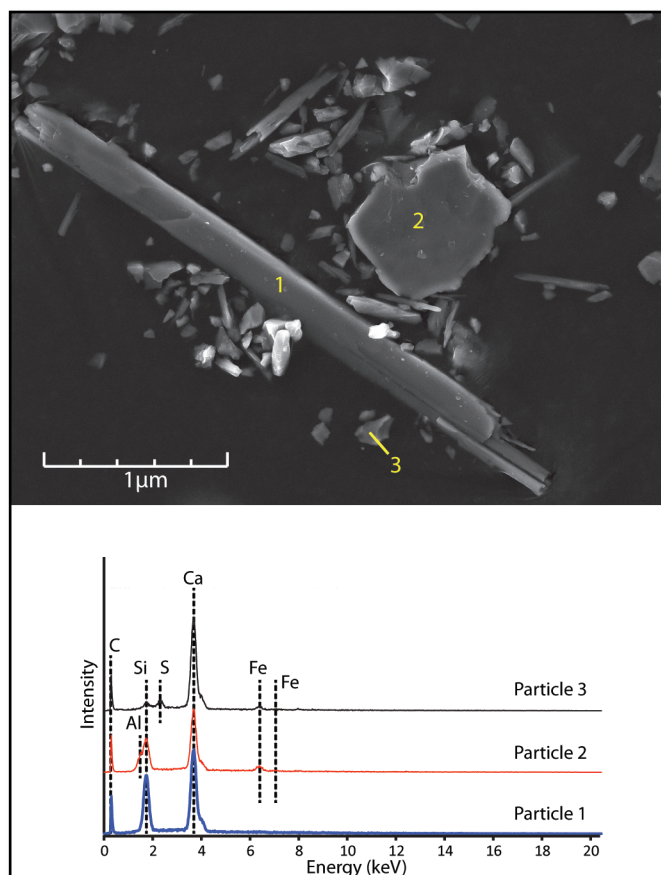 1
2
3
1µm
Ca
C
Si
S
Fe
Fe
Al
Particle 3
Particle 2
Particle 1
Intensity
0 2 4 6 8 10 12 14 16 18 20
Energy (keV)